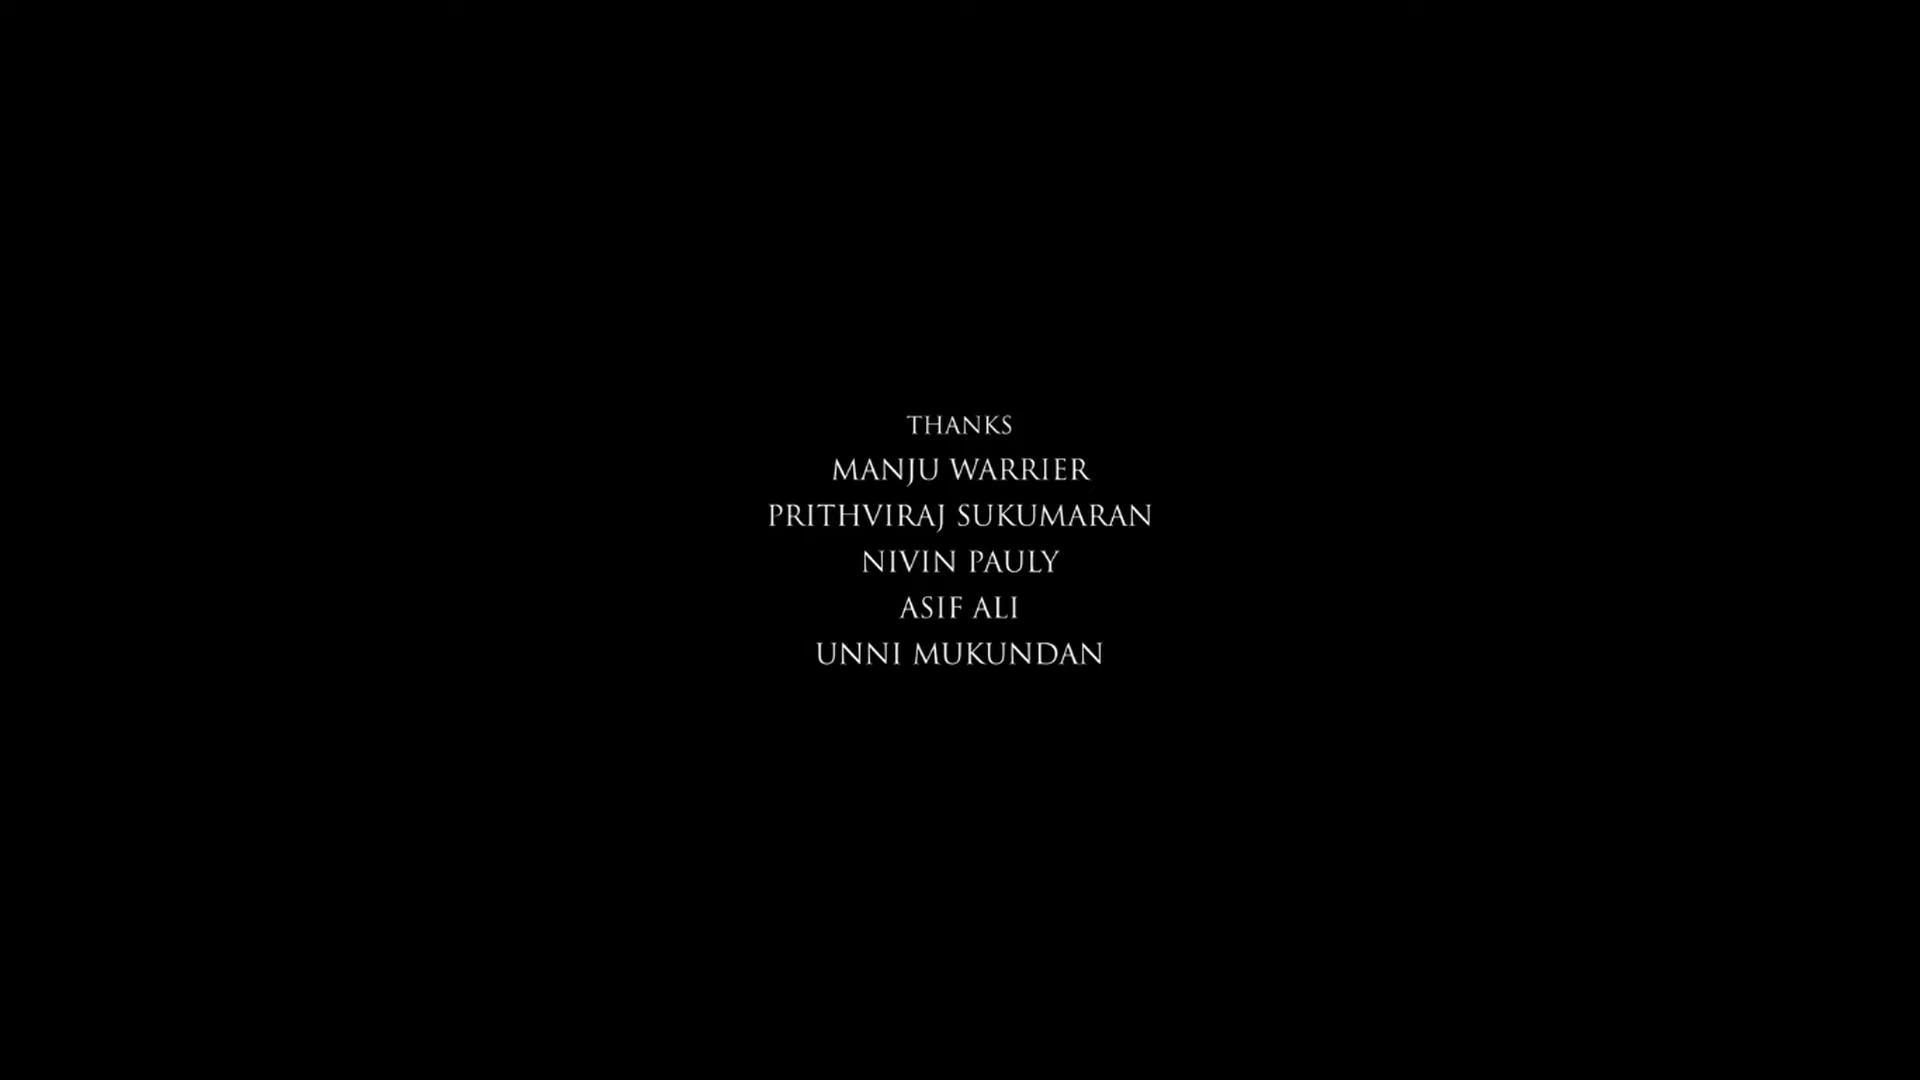 THANKS
MANJU WARRIER
PRITHVIRAJ SUKUMARAN
NIVIN PAULY
ASIF ALI
UNNI MUKUNDAN